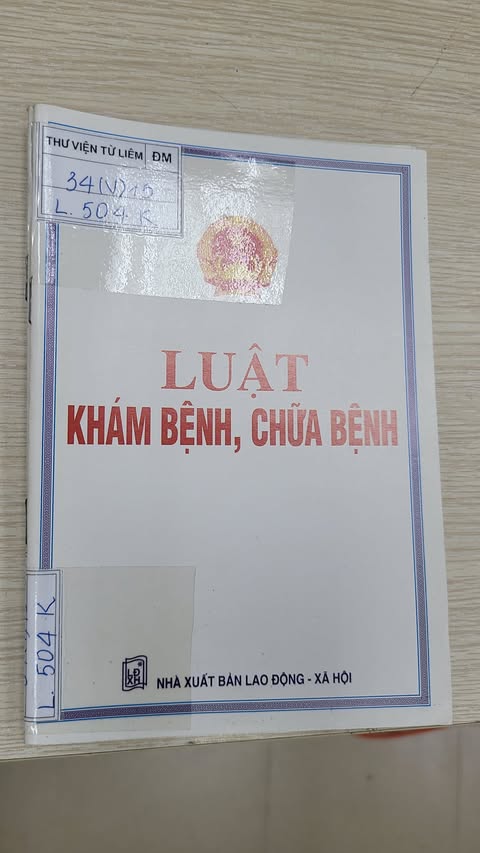 THƯ VIỆN TỪ LIÊM ĐM
34(V)15
L. 504 K
LUẬT
KHÁM BỆNH, CHỮA BỆNH
L. 504 K
NHÀ XUẤT BẢN LAO ĐỘNG - XÃ HỘI